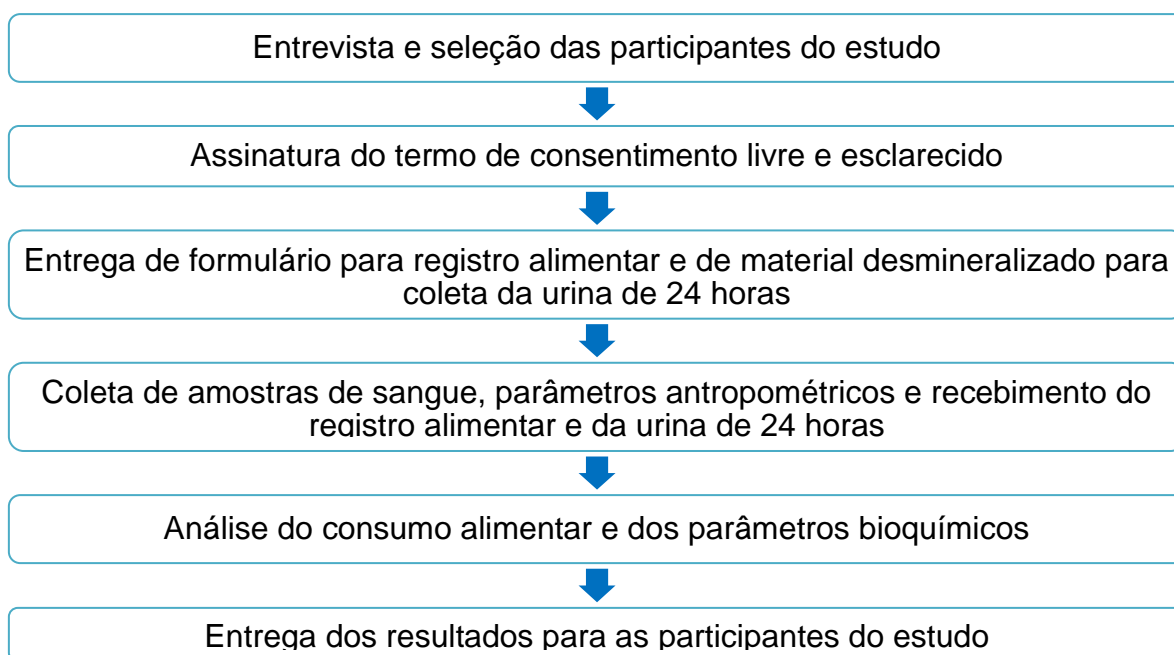 Entrevista e seleção das participantes do estudo
Assinatura do termo de consentimento livre e esclarecido
Entrega de formulário para registro alimentar e de material desmineralizado para
coleta da urina de 24 horas
Coleta de amostras de sangue, parâmetros antropométricos e recebimento do
registro alimentar e da urina de 24 horas
Análise do consumo alimentar e dos parâmetros bioquímicos
Entrega dos resultados para as participantes do estudo